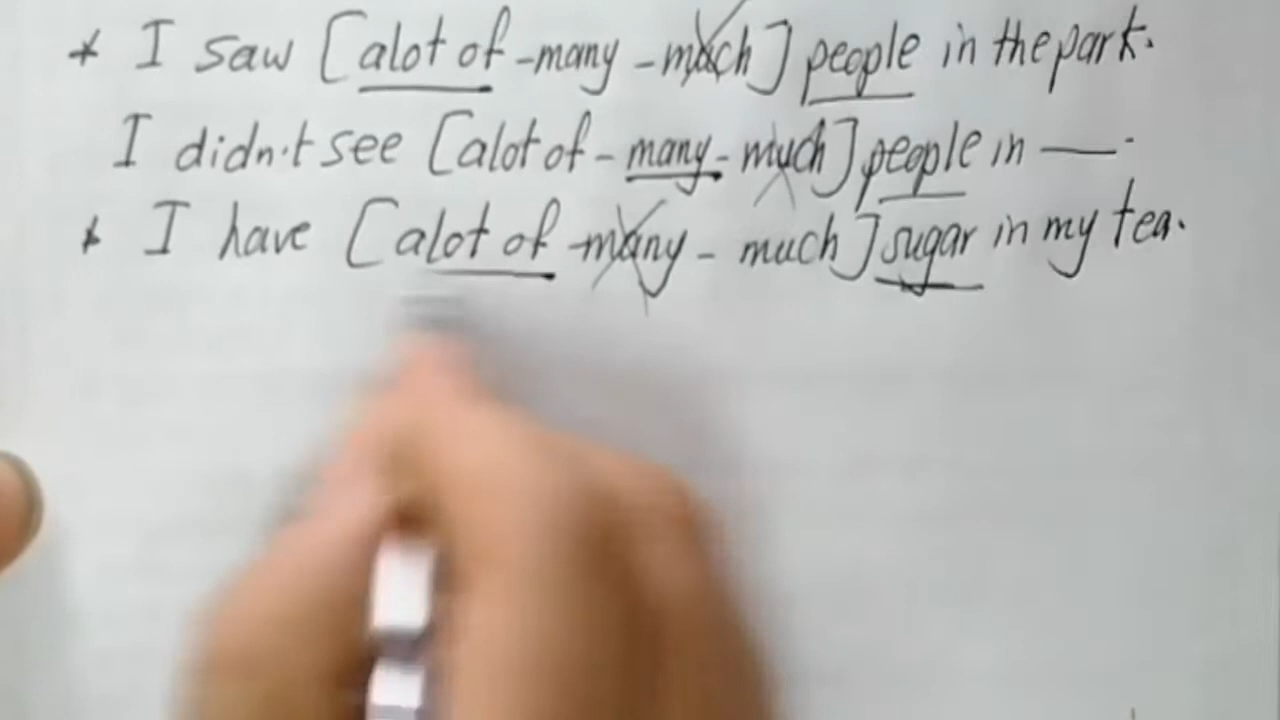 * I saw [alot of - many - much] people in the park.
I didn't see [alot of - many - much] people in —.
* I have [alot of - many - much] sugar in my tea.